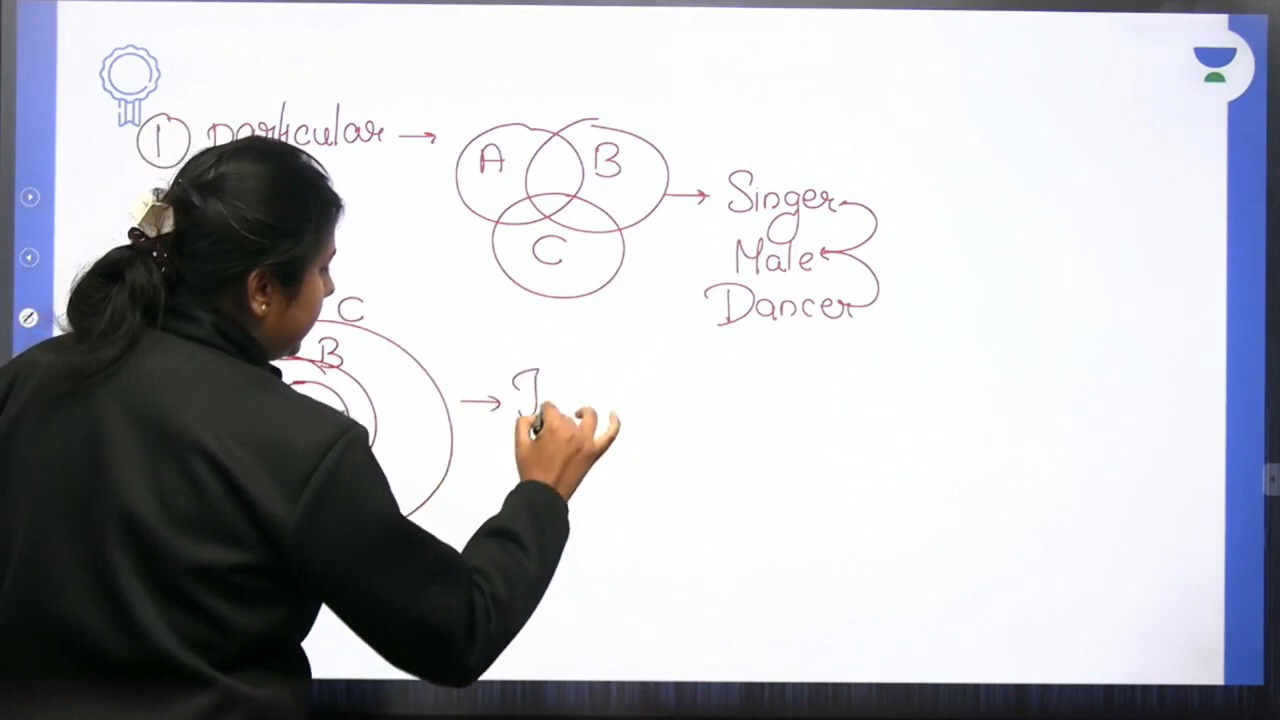 1 particular →
A B
C
→ Singer
Male
Dancer
C
B
→ I